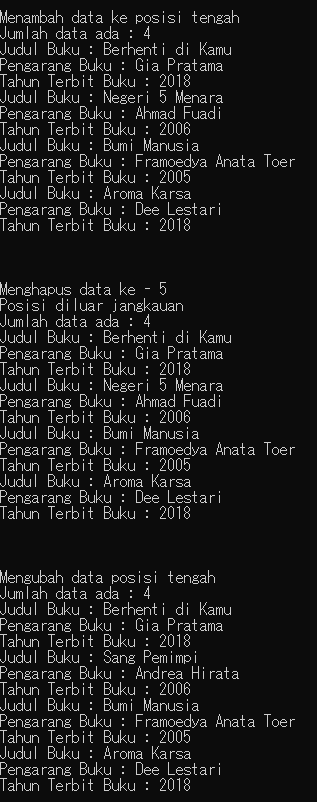 Menambah data ke posisi tengah
Jumlah data ada : 4
Judul Buku : Berhenti di Kamu
Pengarang Buku : Gia Pratama
Tahun Terbit Buku : 2018
Judul Buku : Negeri 5 Menara
Pengarang Buku : Ahmad Fuadi
Tahun Terbit Buku : 2006
Judul Buku : Bumi Manusia
Pengarang Buku : Framoedya Anata Toer
Tahun Terbit Buku : 2005
Judul Buku : Aroma Karsa
Pengarang Buku : Dee Lestari
Tahun Terbit Buku : 2018
Menghapus data ke - 5
Posisi diluar jangkauan
Jumlah data ada : 4
Judul Buku : Berhenti di Kamu
Pengarang Buku : Gia Pratama
Tahun Terbit Buku : 2018
Judul Buku : Negeri 5 Menara
Pengarang Buku : Ahmad Fuadi
Tahun Terbit Buku : 2006
Judul Buku : Bumi Manusia
Pengarang Buku : Framoedya Anata Toer
Tahun Terbit Buku : 2005
Judul Buku : Aroma Karsa
Pengarang Buku : Dee Lestari
Tahun Terbit Buku : 2018
Mengubah data posisi tengah
Jumlah data ada : 4
Judul Buku : Berhenti di Kamu
Pengarang Buku : Gia Pratama
Tahun Terbit Buku : 2018
Judul Buku : Sang Pemimpi
Pengarang Buku : Andrea Hirata
Tahun Terbit Buku : 2006
Judul Buku : Bumi Manusia
Pengarang Buku : Framoedya Anata Toer
Tahun Terbit Buku : 2005
Judul Buku : Aroma Karsa
Pengarang Buku : Dee Lestari
Tahun Terbit Buku : 2018